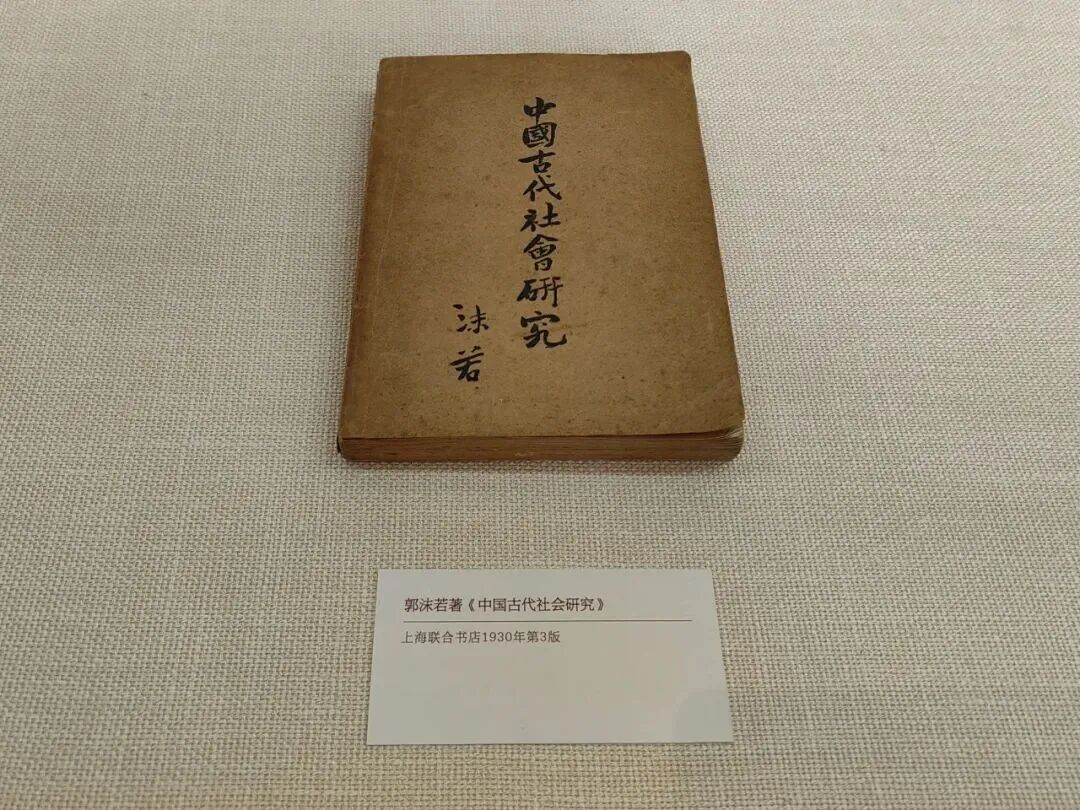 中國古代社會研究
沫若
郭沫若著《中国古代社会研究》
上海联合书店1930年第3版